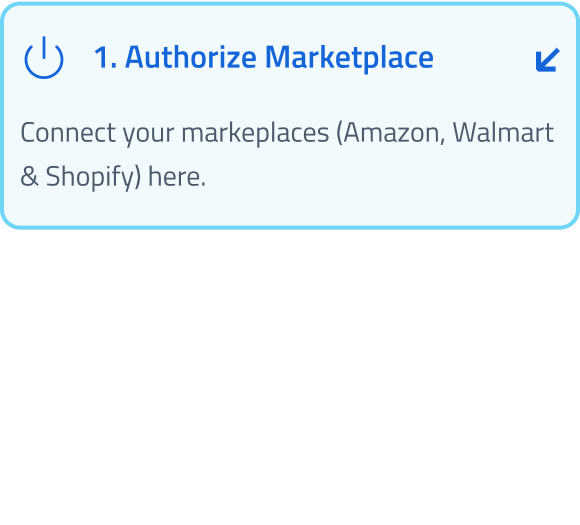 1. Authorize Marketplace
Connect your markeplaces (Amazon, Walmart
& Shopify) here.